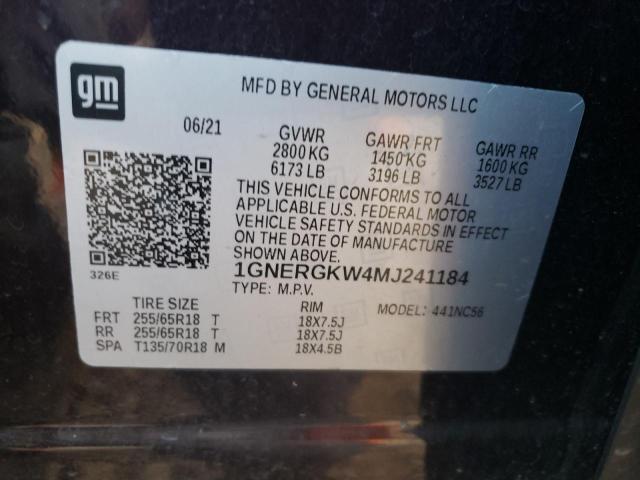 gm
MFD BY GENERAL MOTORS LLC
06/21 GVWR GAWR FRT GAWR RR
2800 KG 1450 KG 1600 KG
6173 LB 3196 LB 3527 LB
THIS VEHICLE CONFORMS TO ALL
APPLICABLE U.S. FEDERAL MOTOR
VEHICLE SAFETY STANDARDS IN EFFECT
ON THE DATE OF MANUFACTURE
SHOWN ABOVE.
326E
1GNERGKW4MJ241184
TYPE: M.P.V.
MODEL: 441NC56
TIRE SIZE RIM
FRT 255/65R18 T 18X7.5J
RR 255/65R18 T 18X7.5J
SPA T135/70R18 M 18X4.5B